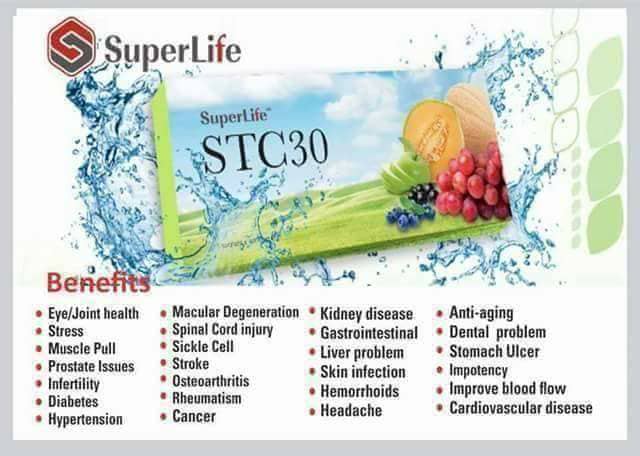 SuperLife
SuperLife™
STC30
Benefits
• Eye/Joint health
• Stress
• Muscle Pull
• Prostate Issues
• Infertility
• Diabetes
• Hypertension
• Macular Degeneration
• Spinal Cord injury
• Sickle Cell
• Stroke
• Osteoarthritis
• Rheumatism
• Cancer
• Kidney disease
• Gastrointestinal
• Liver problem
• Skin infection
• Hemorrhoids
• Headache
• Anti-aging
• Dental problem
• Stomach Ulcer
• Impotency
• Improve blood flow
• Cardiovascular disease